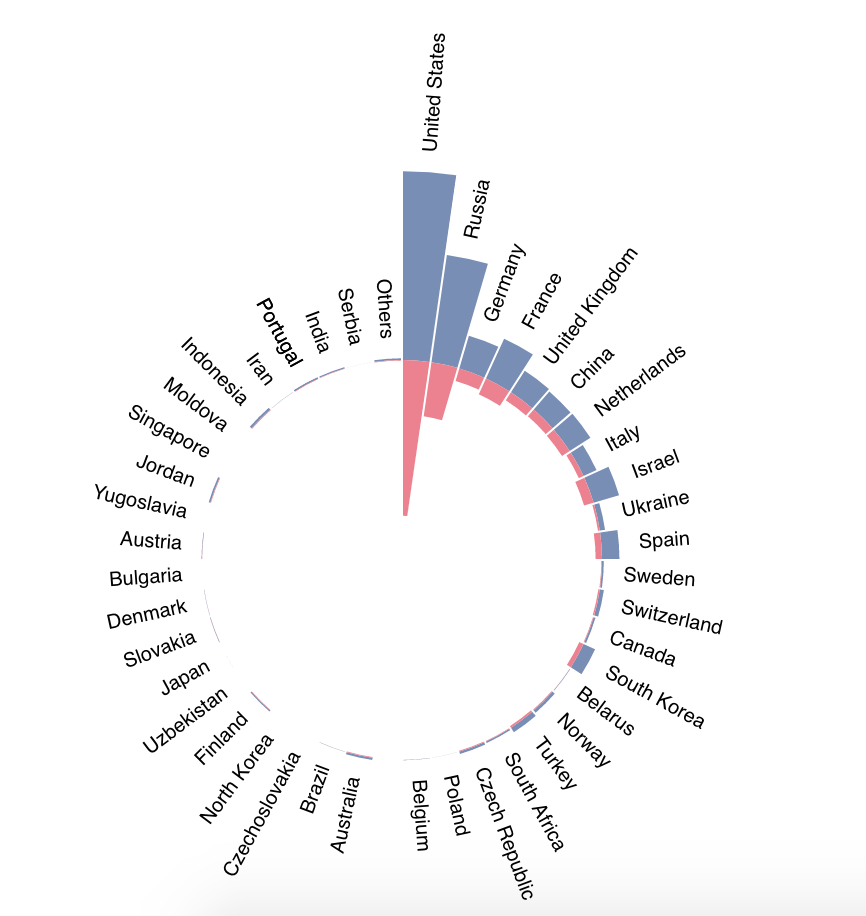 United States
Russia
Germany
France
United Kingdom
China
Netherlands
Italy
Israel
Ukraine
Spain
Sweden
Switzerland
Canada
South Korea
Belarus
Norway
Turkey
South Africa
Czech Republic
Poland
Belgium
Australia
Brazil
Czechoslovakia
North Korea
Finland
Uzbekistan
Japan
Slovakia
Denmark
Bulgaria
Austria
Yugoslavia
Jordan
Singapore
Moldova
Indonesia
Iran
Portugal
India
Serbia
Others